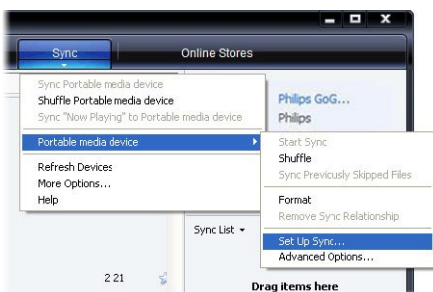 Sync
Online Stores
Sync Portable media device
Shuffle Portable media device
Sync "Now Playing" to Portable media device
Portable media device
Refresh Devices
More Options...
Help
Philips GoG...
Philips
Start Sync
Shuffle
Sync Previously Skipped Files
Format
Remove Sync Relationship
Set Up Sync...
Advanced Options...
Sync List
2 21
Drag items here